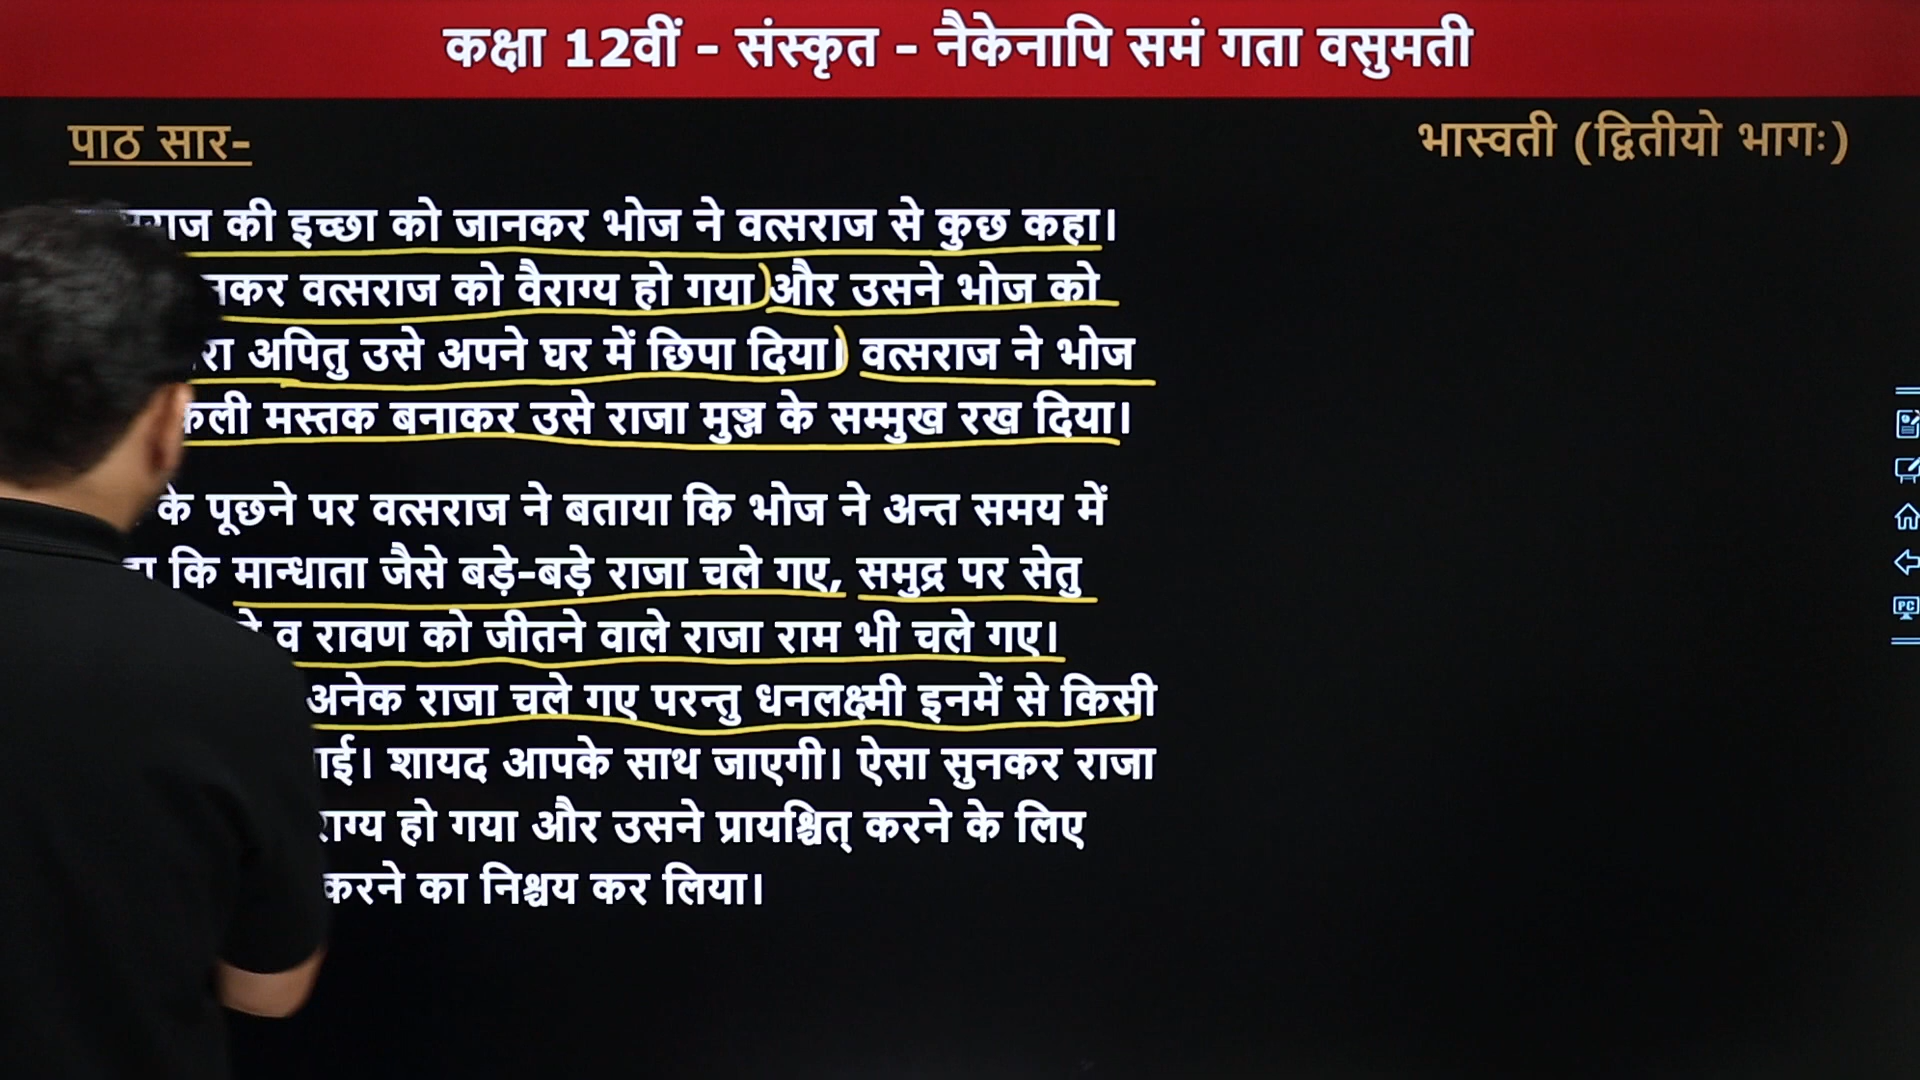 कक्षा 12वीं - संस्कृत - नैकेनापि समं गता वसुमती
पाठ सार-
भास्वती (द्वितीयो भागः)
की इच्छा को जानकर भोज ने वत्सराज से कुछ कहा।
वत्सराज को वैराग्य हो गया और उसने भोज को
अपितु उसे अपने घर में छिपा दिया। वत्सराज ने भोज
मस्तक बनाकर उसे राजा मुञ्ज के सम्मुख रख दिया।
के पूछने पर वत्सराज ने बताया कि भोज ने अन्त समय में
कि मान्धाता जैसे बड़े-बड़े राजा चले गए, समुद्र पर सेतु
व रावण को जीतने वाले राजा राम भी चले गए।
अनेक राजा चले गए परन्तु धनलक्ष्मी इनमें से किसी
शायद आपके साथ जाएगी। ऐसा सुनकर राजा
हो गया और उसने प्रायश्चित् करने के लिए
करने का निश्चय कर लिया।
PC